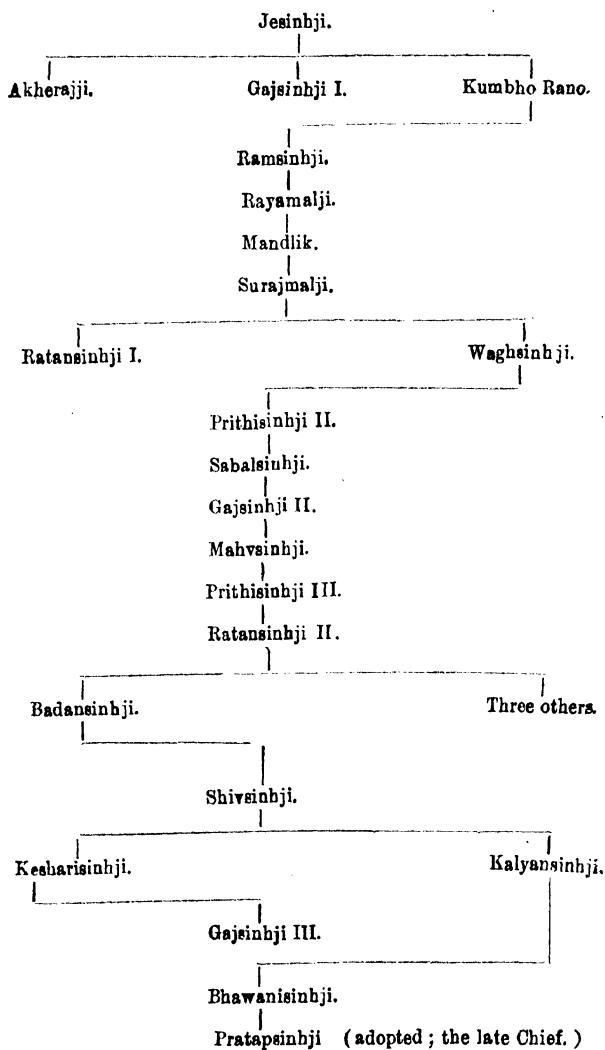 Jesinhji.
Akherajji. Gajsinhji I. Kumbho Rano.
Ramsinhji.
Rayamalji.
Mandlik.
Surajmalji.
Ratansinhji I. Waghsinhji.
Prithisinhji II.
Sabalsinhji.
Gajsinhji II.
Mahvsinhji.
Prithisinhji III.
Ratansinhji II.
Badansinhji. Three others.
Shivsinhji.
Kesharisinhji. Kalyansinhji.
Gajsinhji III.
Bhawanisinhji.
Pratapsinhji (adopted ; the late Chief. )